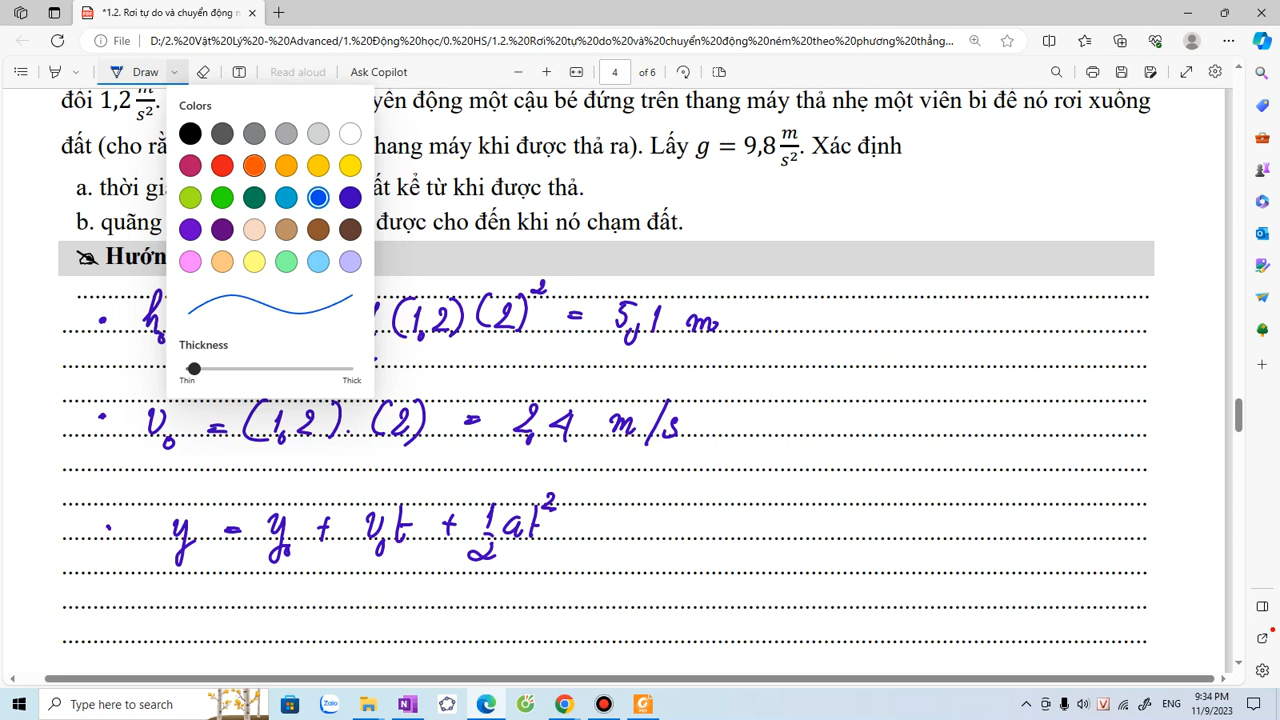 *1.2. Rơi tự do và chuyển động n
File
D:/2.%20Vật%20Lý%20-%20Advanced/1.%20Động%20học/0.%20HS/1.2.%20Rơi%20tự%20do%20và%20chuyển%20động%20ném%20theo%20phương%20thẳng...
Draw
Read aloud
Ask Copilot
4 of 6
Colors
Thickness
Thin Thick
đôi 1,2 m/s². yên động một cậu bé đứng trên thang máy thả nhẹ một viên bi để nó rơi xuông
đất (cho rằ hang máy khi được thả ra). Lấy g = 9,8 m/s². Xác định
a. thời gia ất kể từ khi được thả.
b. quãng được cho đến khi nó chạm đất.
Hướn
(1,2) (2)² = 5,1 m
v₀ = (1,2).(2) = 2,4 m/s
y = y₀ + v₀t + 1/2 at²
Type here to search
Zalo
ENG
9:34 PM
11/9/2023